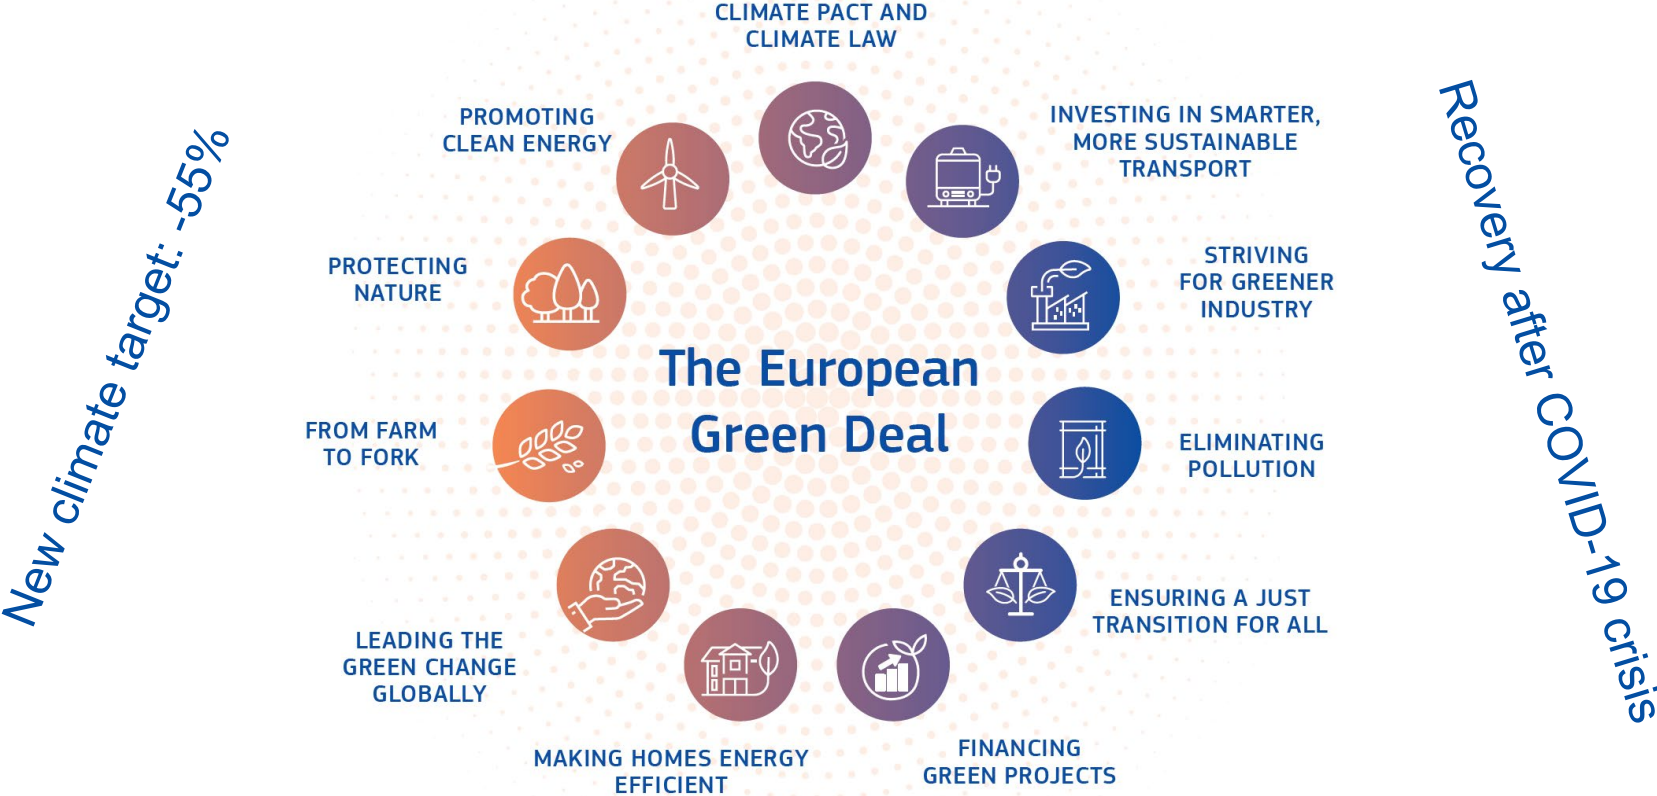 CLIMATE PACT AND
CLIMATE LAW
PROMOTING
CLEAN ENERGY
INVESTING IN SMARTER,
MORE SUSTAINABLE
TRANSPORT
PROTECTING
NATURE
STRIVING
FOR GREENER
INDUSTRY
The European
Green Deal
FROM FARM
TO FORK
ELIMINATING
POLLUTION
LEADING THE
GREEN CHANGE
GLOBALLY
ENSURING A JUST
TRANSITION FOR ALL
MAKING HOMES ENERGY
EFFICIENT
FINANCING
GREEN PROJECTS
New climate target: -55%
Recovery after COVID-19 crisis